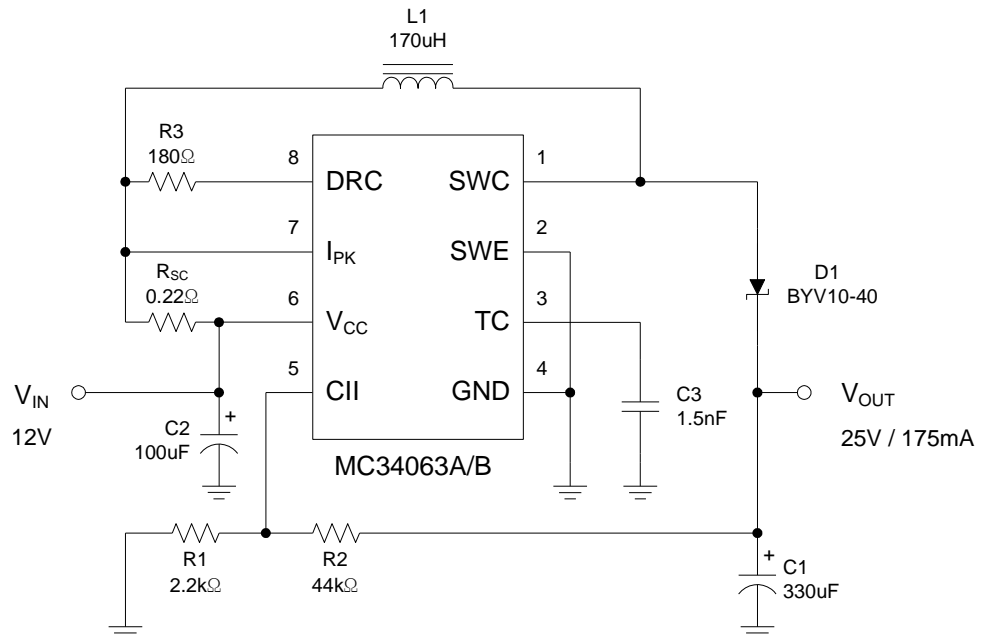 L1
170uH
R3
180Ω
8
DRC
SWC
1
7
I_PK
SWE
2
R_SC
0.22Ω
6
V_CC
TC
3
5
CII
GND
4
D1
BYV10-40
V_IN
12V
C2
+
100uF
MC34063A/B
C3
1.5nF
V_OUT
25V / 175mA
R1
2.2kΩ
R2
44kΩ
+
C1
330uF